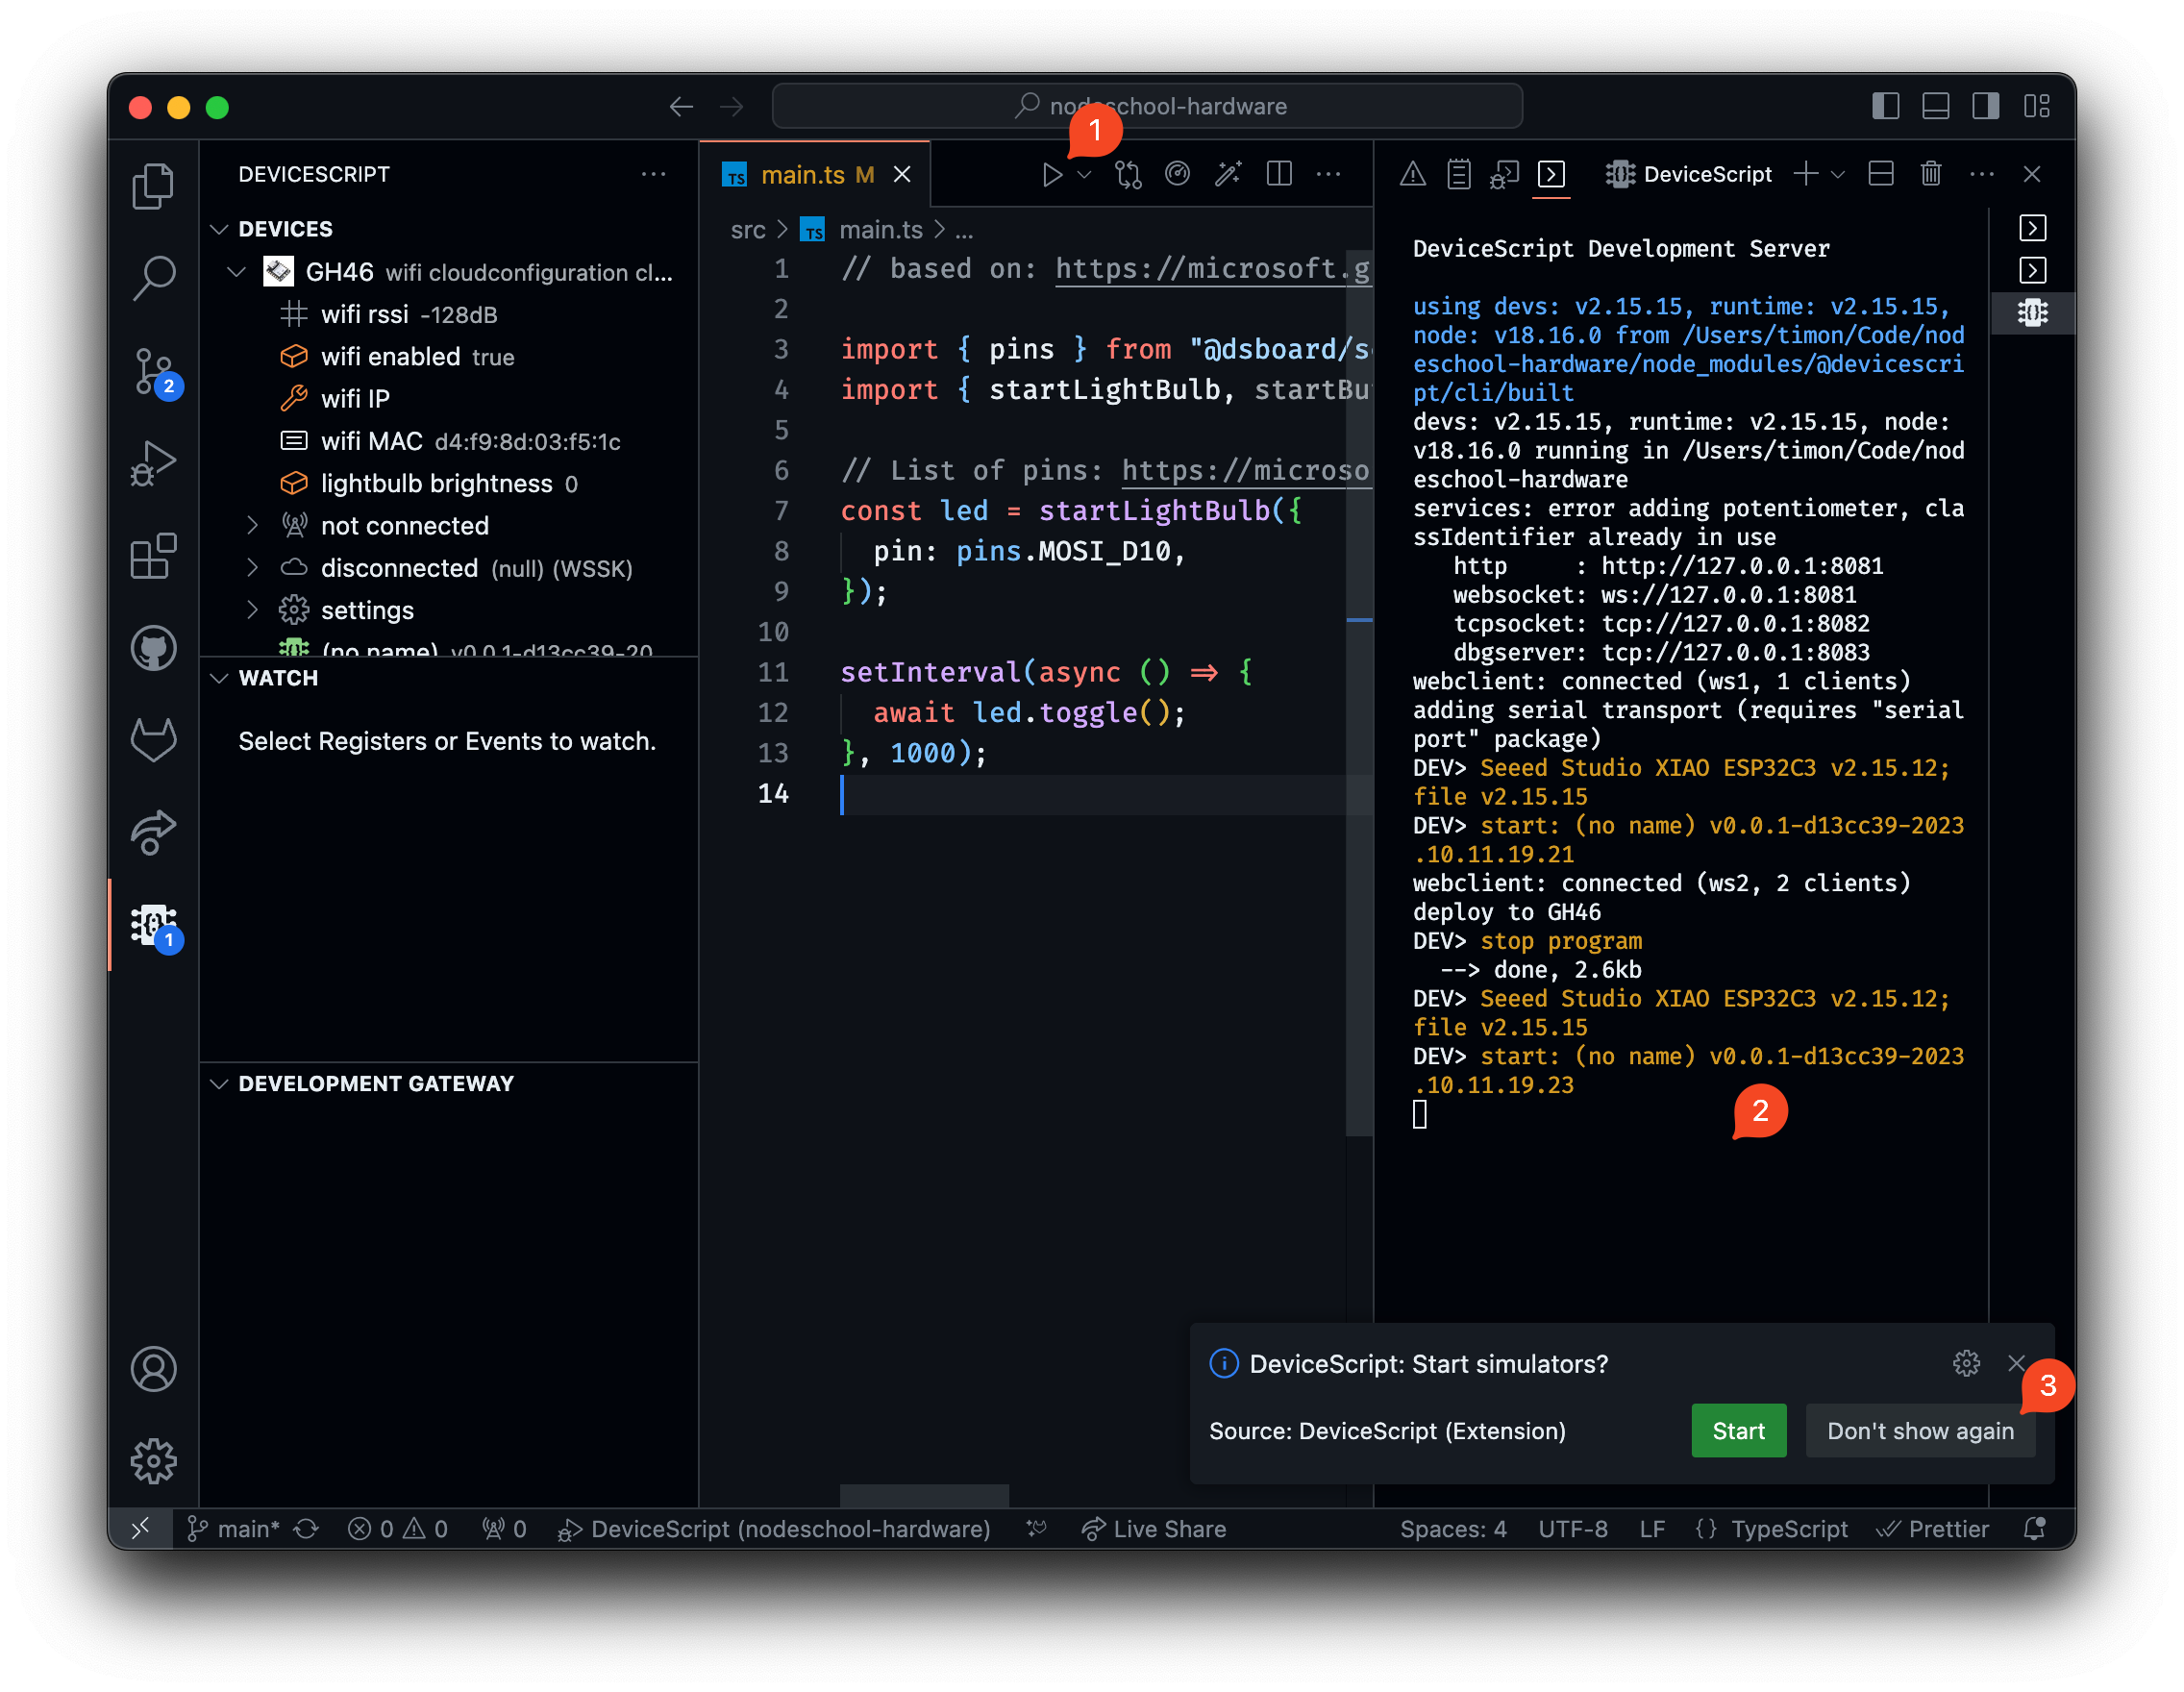 nodeschool-hardware
1
DEVICESCRIPT
DEVICES
GH46 wifi cloudconfiguration cl...
wifi rssi -128dB
wifi enabled true
wifi IP
wifi MAC d4:f9:8d:03:f5:1c
lightbulb brightness 0
not connected
disconnected (null) (WSSK)
settings
(no name) v0.0.1-d13cc39-20
WATCH
Select Registers or Events to watch.
DEVELOPMENT GATEWAY
2
1
TS main.ts M
src > TS main.ts > ...
1 // based on: https://microsoft.g
2
3 import { pins } from "@dsboard/s
4 import { startLightBulb, startBu
5
6 // List of pins: https://microso
7 const led = startLightBulb({
8 pin: pins.MOSI_D10,
9 });
10
11 setInterval(async () => {
12 await led.toggle();
13 }, 1000);
14
DeviceScript
DeviceScript Development Server
using devs: v2.15.15, runtime: v2.15.15,
node: v18.16.0 from /Users/timon/Code/nod
eschool-hardware/node_modules/@devicescri
pt/cli/built
devs: v2.15.15, runtime: v2.15.15, node:
v18.16.0 running in /Users/timon/Code/nod
eschool-hardware
services: error adding potentiometer, cla
ssIdentifier already in use
http : http://127.0.0.1:8081
websocket: ws://127.0.0.1:8081
tcpsocket: tcp://127.0.0.1:8082
dbgserver: tcp://127.0.0.1:8083
webclient: connected (ws1, 1 clients)
adding serial transport (requires "serial
port" package)
DEV> Seeed Studio XIAO ESP32C3 v2.15.12;
file v2.15.15
DEV> start: (no name) v0.0.1-d13cc39-2023
.10.11.19.21
webclient: connected (ws2, 2 clients)
deploy to GH46
DEV> stop program
--> done, 2.6kb
DEV> Seeed Studio XIAO ESP32C3 v2.15.12;
file v2.15.15
DEV> start: (no name) v0.0.1-d13cc39-2023
.10.11.19.23
2
DeviceScript: Start simulators?
3
Source: DeviceScript (Extension)
Start
Don't show again
main* 0 0 0 DeviceScript (nodeschool-hardware) Live Share Spaces: 4 UTF-8 LF {} TypeScript Prettier